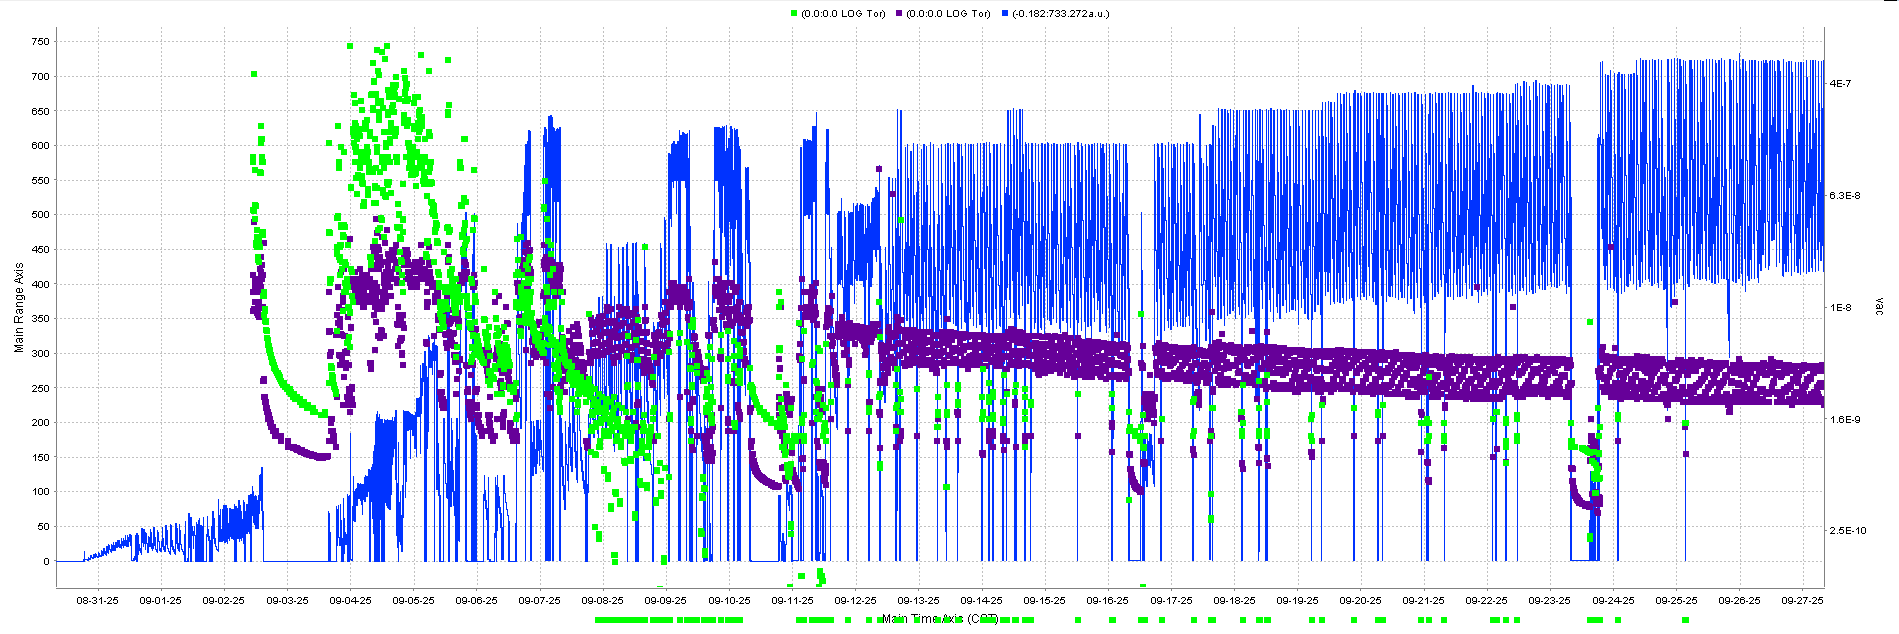 (0.0:0.0 LOG Tor) (0.0:0.0 LOG Tor) (-0.182:733.272a.u.)
750
700
650
600
550
500
450
400
350
300
250
200
150
100
50
0
Main Range Axis
4E-7
6.3E-8
1E-8
1.6E-9
2.5E-10
vac
08-31-25 09-01-25 09-02-25 09-03-25 09-04-25 09-05-25 09-06-25 09-07-25 09-08-25 09-09-25 09-10-25 09-11-25 09-12-25 09-13-25 09-14-25 09-15-25 09-16-25 09-17-25 09-18-25 09-19-25 09-20-25 09-21-25 09-22-25 09-23-25 09-24-25 09-25-25 09-26-25 09-27-25
Main Time Axis (CST)